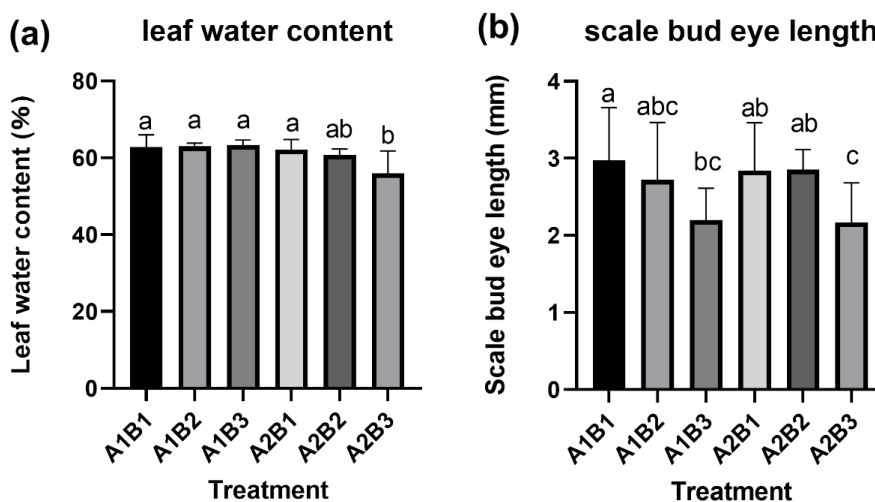 (a)
leaf water content
Leaf water content (%)
80
60
40
20
0
a
a
a
a
ab
b
A1B1
A1B2
A1B3
A2B1
A2B2
A2B3
Treatment
(b)
scale bud eye length
Scale bud eye length (mm)
4
3
2
1
0
a
abc
bc
ab
ab
c
A1B1
A1B2
A1B3
A2B1
A2B2
A2B3
Treatment